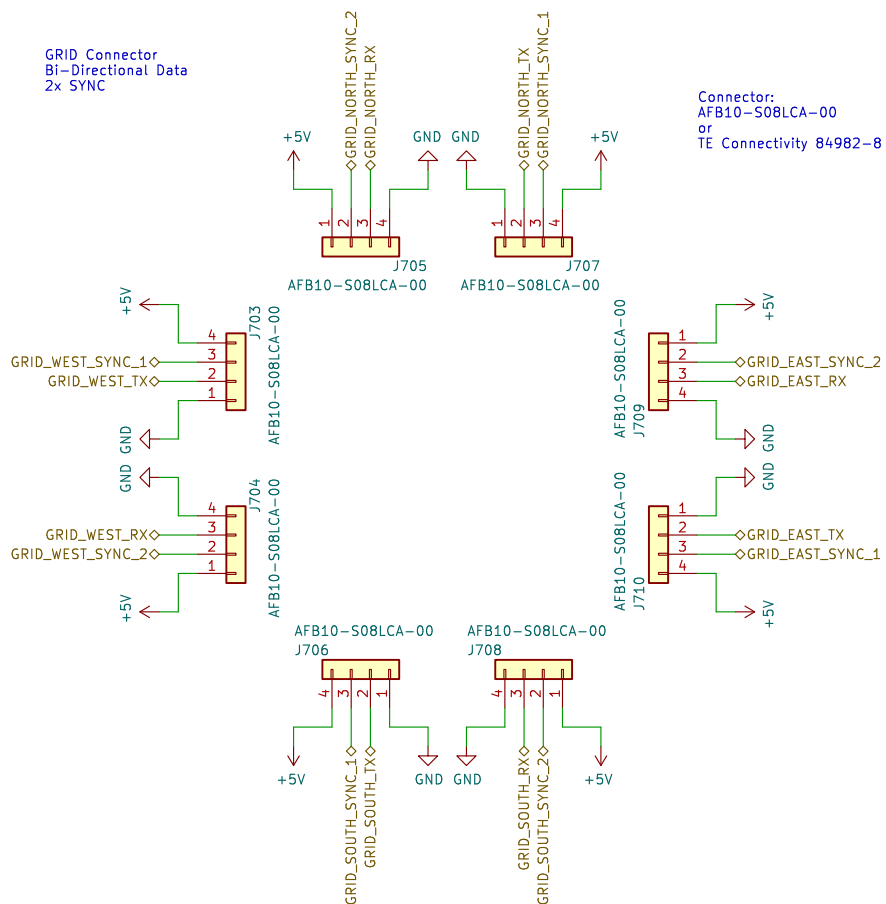 GRID Connector
Bi-Directional Data
2x SYNC
Connector:
AFB10-S08LCA-00
or
TE Connectivity 84982-8
+5V
GRID_NORTH_SYNC_2
GRID_NORTH_RX
GND
1
2
3
4
J705
AFB10-S08LCA-00
GND
GRID_NORTH_TX
GRID_NORTH_SYNC_1
+5V
1
2
3
4
J707
AFB10-S08LCA-00
+5V
GRID_WEST_SYNC_1
GRID_WEST_TX
GND
4
3
2
1
J703
AFB10-S08LCA-00
+5V
GRID_EAST_SYNC_2
GRID_EAST_RX
GND
1
2
3
4
J709
AFB10-S08LCA-00
GND
GRID_WEST_RX
GRID_WEST_SYNC_2
+5V
4
3
2
1
J704
AFB10-S08LCA-00
GND
GRID_EAST_TX
GRID_EAST_SYNC_1
+5V
1
2
3
4
J710
AFB10-S08LCA-00
AFB10-S08LCA-00
J706
4
3
2
1
+5V
GRID_SOUTH_SYNC_1
GRID_SOUTH_TX
GND
AFB10-S08LCA-00
J708
4
3
2
1
GND
GRID_SOUTH_RX
GRID_SOUTH_SYNC_2
+5V